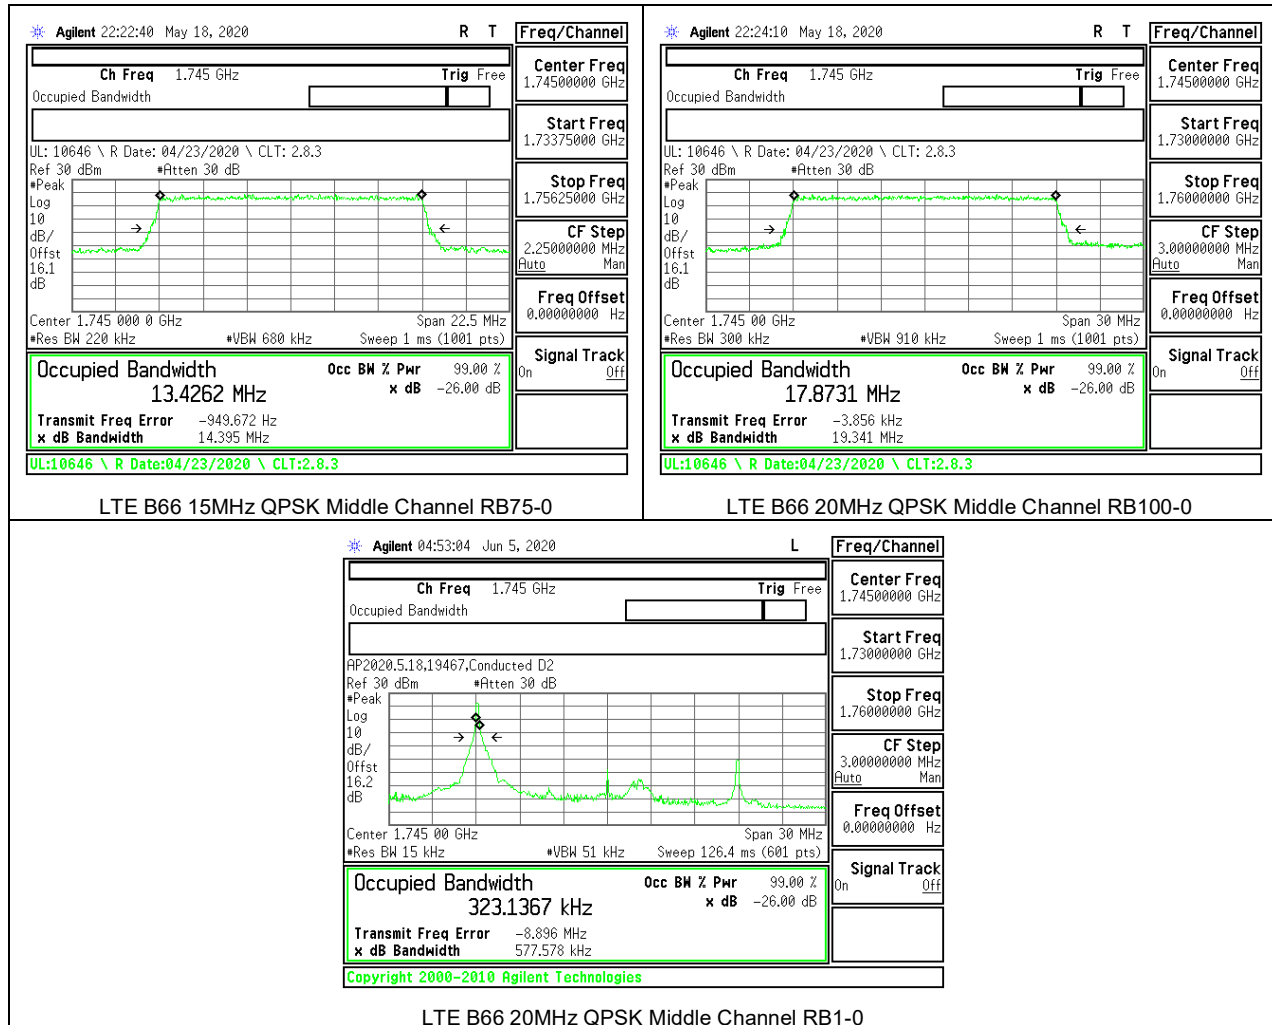 Agilent 22:22:40 May 18, 2020 R T
Freq/Channel
Ch Freq 1.745 GHz Trig Free
Occupied Bandwidth
Center Freq
1.74500000 GHz
Start Freq
1.73375000 GHz
Stop Freq
1.75625000 GHz
CF Step
2.25000000 MHz
Auto Man
Freq Offset
0.00000000 Hz
Signal Track
On Off
UL: 10646 \ R Date: 04/23/2020 \ CLT: 2.8.3
Ref 30 dBm #Atten 30 dB
#Peak
Log
10
dB/
Offst
16.1
dB
Center 1.745 000 0 GHz Span 22.5 MHz
#Res BW 220 kHz #VBW 680 kHz Sweep 1 ms (1001 pts)
Occupied Bandwidth Occ BW % Pwr 99.00 %
13.4262 MHz x dB -26.00 dB
Transmit Freq Error -949.672 Hz
x dB Bandwidth 14.395 MHz
UL:10646 \ R Date:04/23/2020 \ CLT:2.8.3
LTE B66 15MHz QPSK Middle Channel RB75-0
Agilent 22:24:10 May 18, 2020 R T
Freq/Channel
Ch Freq 1.745 GHz Trig Free
Occupied Bandwidth
Center Freq
1.74500000 GHz
Start Freq
1.73000000 GHz
Stop Freq
1.76000000 GHz
CF Step
3.00000000 MHz
Auto Man
Freq Offset
0.00000000 Hz
Signal Track
On Off
UL: 10646 \ R Date: 04/23/2020 \ CLT: 2.8.3
Ref 30 dBm #Atten 30 dB
#Peak
Log
10
dB/
Offst
16.1
dB
Center 1.745 00 GHz Span 30 MHz
#Res BW 300 kHz #VBW 910 kHz Sweep 1 ms (1001 pts)
Occupied Bandwidth Occ BW % Pwr 99.00 %
17.8731 MHz x dB -26.00 dB
Transmit Freq Error -3.856 kHz
x dB Bandwidth 19.341 MHz
UL:10646 \ R Date:04/23/2020 \ CLT:2.8.3
LTE B66 20MHz QPSK Middle Channel RB100-0
Agilent 04:53:04 Jun 5, 2020 L
Freq/Channel
Ch Freq 1.745 GHz Trig Free
Occupied Bandwidth
Center Freq
1.74500000 GHz
Start Freq
1.73000000 GHz
Stop Freq
1.76000000 GHz
CF Step
3.00000000 MHz
Auto Man
Freq Offset
0.00000000 Hz
Signal Track
On Off
AP2020.5.18,19467,Conducted D2
Ref 30 dBm #Atten 30 dB
#Peak
Log
10
dB/
Offst
16.2
dB
Center 1.745 00 GHz Span 30 MHz
#Res BW 15 kHz #VBW 51 kHz Sweep 126.4 ms (601 pts)
Occupied Bandwidth Occ BW % Pwr 99.00 %
323.1367 kHz x dB -26.00 dB
Transmit Freq Error -8.896 MHz
x dB Bandwidth 577.578 kHz
Copyright 2000-2010 Agilent Technologies
LTE B66 20MHz QPSK Middle Channel RB1-0